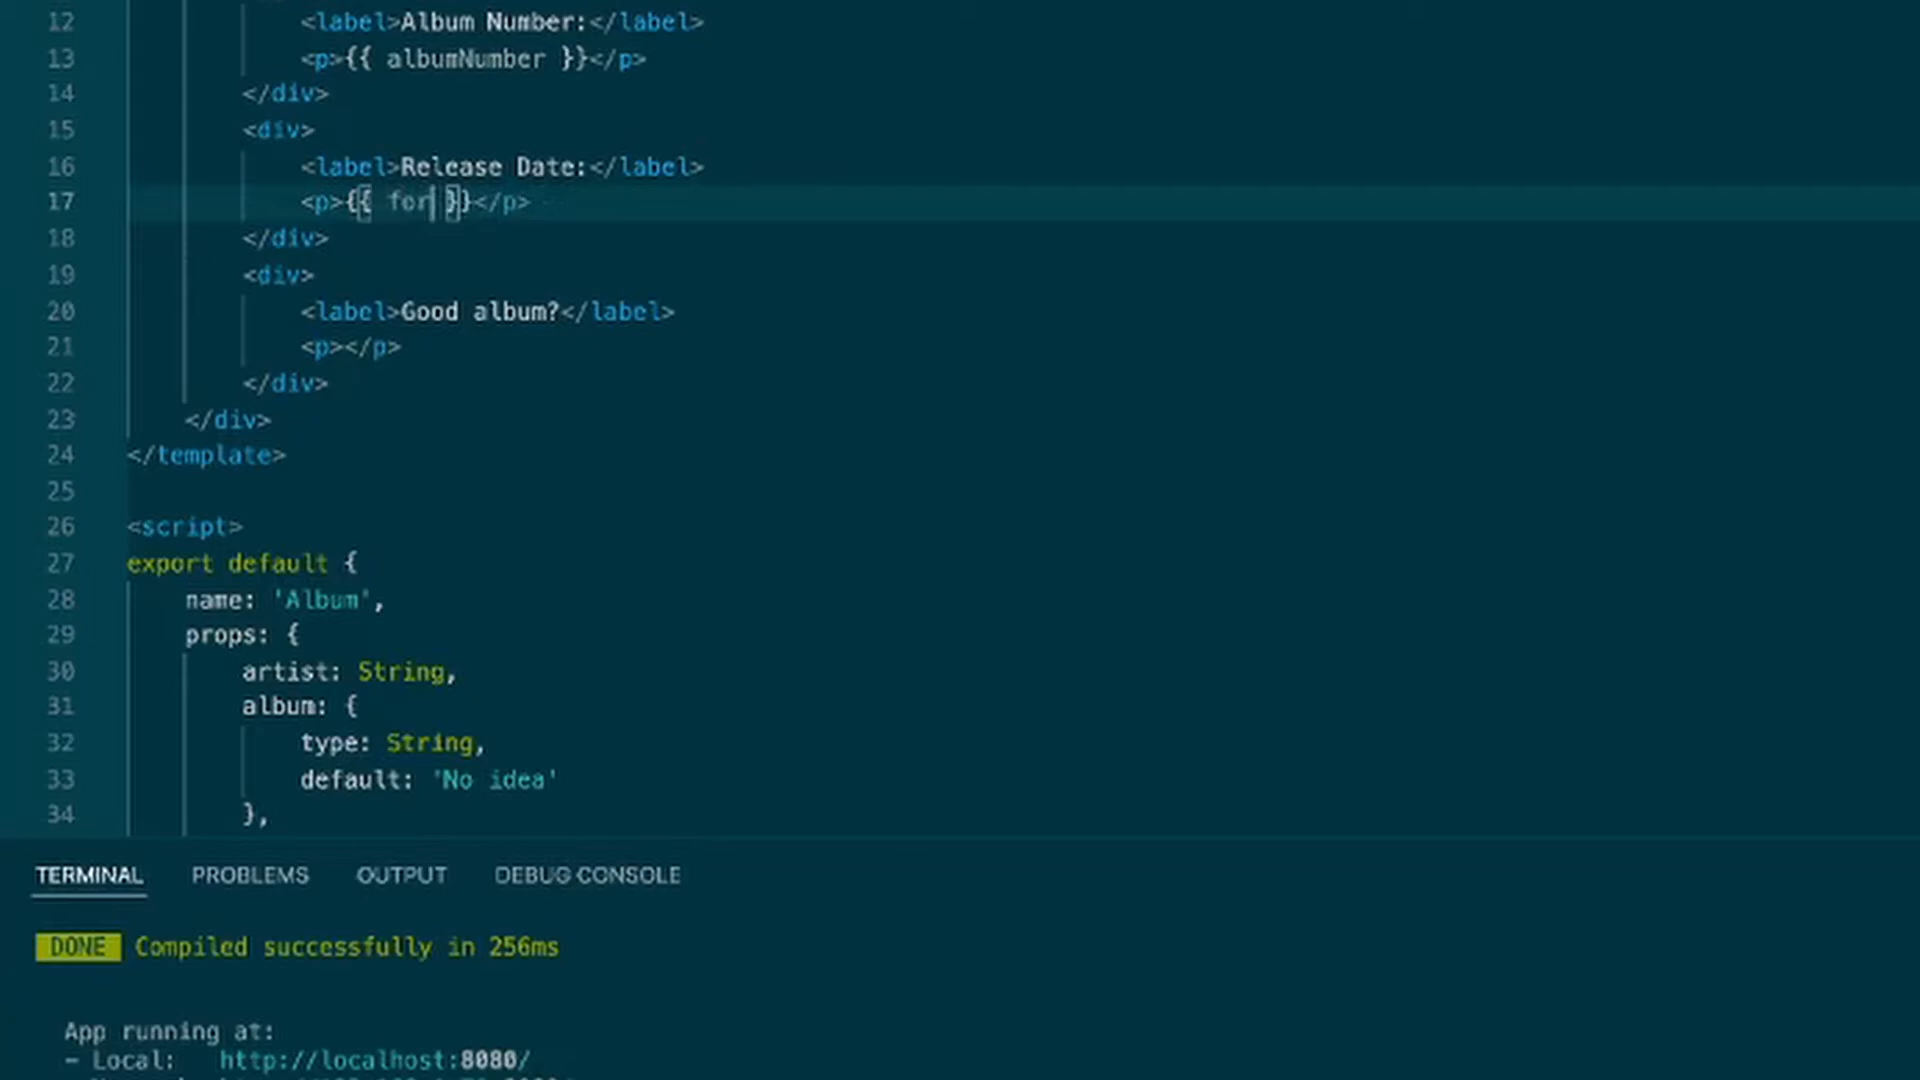 12 <label>Album Number:</label>
13 <p>{{ albumNumber }}</p>
14 </div>
15 <div>
16 <label>Release Date:</label>
17 <p>{{ for }}</p>
18 </div>
19 <div>
20 <label>Good album?</label>
21 <p></p>
22 </div>
23 </div>
24 </template>
25
26 <script>
27 export default {
28 name: 'Album',
29 props: {
30 artist: String,
31 album: {
32 type: String,
33 default: 'No idea'
34 },
TERMINAL PROBLEMS OUTPUT DEBUG CONSOLE
DONE Compiled successfully in 256ms
App running at:
- Local: http://localhost:8080/